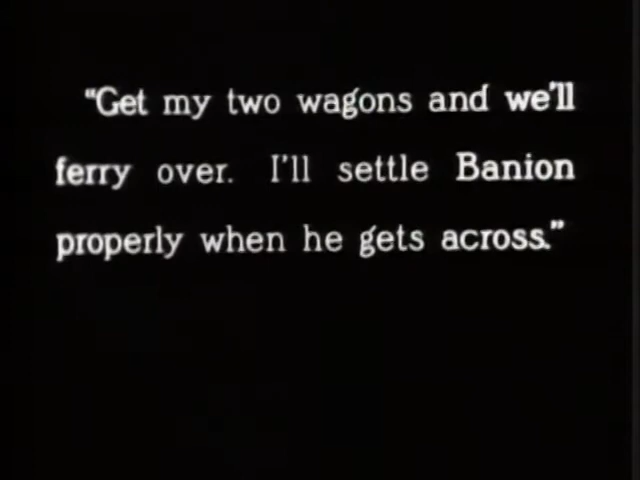 "Get my two wagons and we'll
ferry over. I'll settle Banion
properly when he gets across."